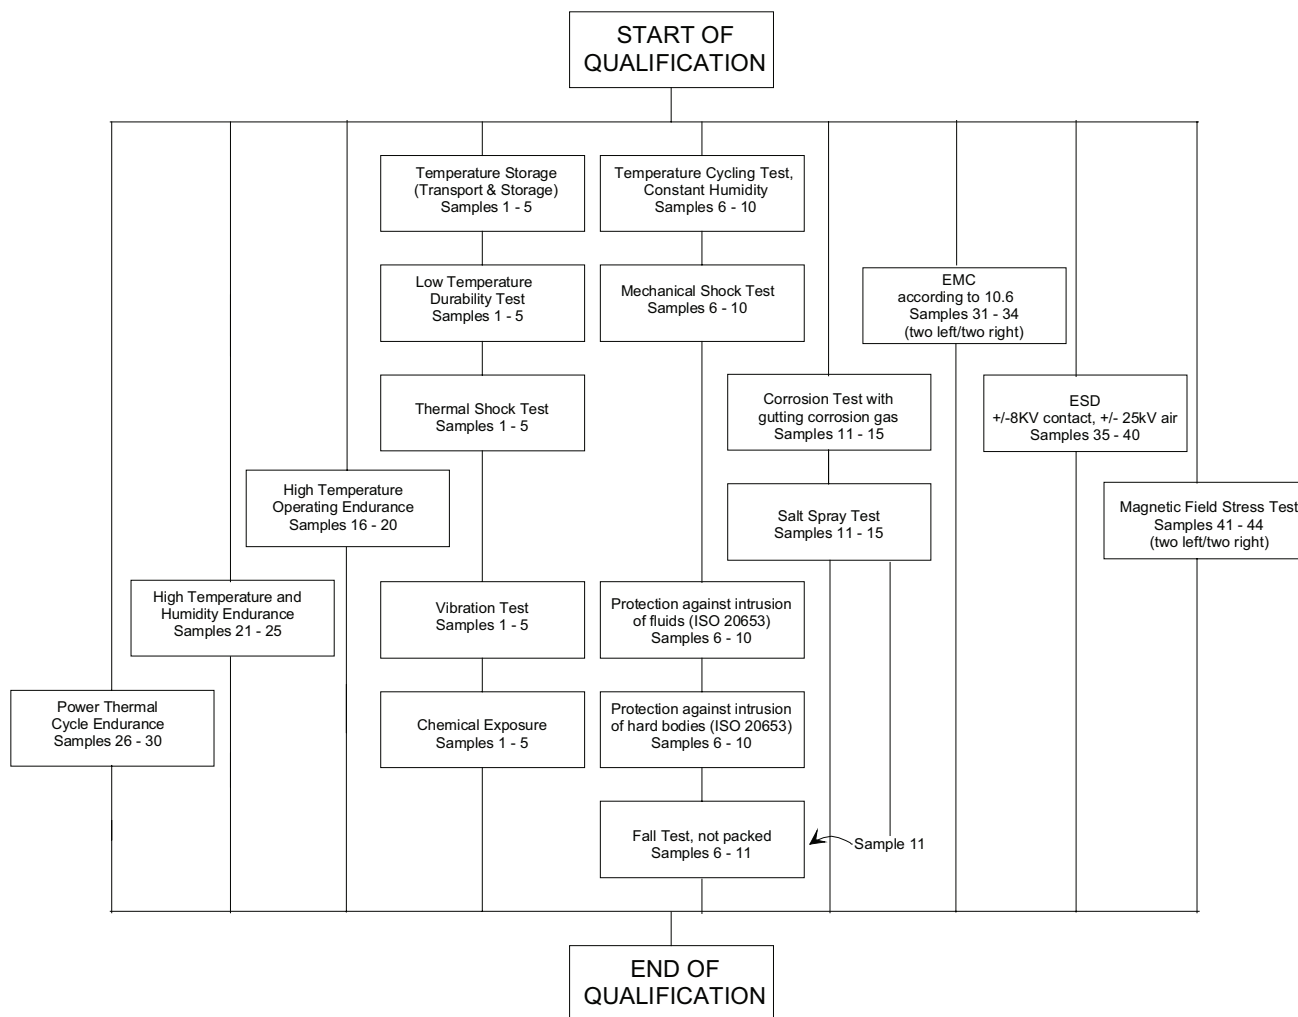 START OF
QUALIFICATION
Temperature Storage
(Transport & Storage)
Samples 1 - 5
Temperature Cycling Test,
Constant Humidity
Samples 6 - 10
Low Temperature
Durability Test
Samples 1 - 5
Mechanical Shock Test
Samples 6 - 10
EMC
according to 10.6
Samples 31 - 34
(two left/two right)
Thermal Shock Test
Samples 1 - 5
Corrosion Test with
gutting corrosion gas
Samples 11 - 15
ESD
+/-8KV contact, +/- 25kV air
Samples 35 - 40
High Temperature
Operating Endurance
Samples 16 - 20
Salt Spray Test
Samples 11 - 15
Magnetic Field Stress Test
Samples 41 - 44
(two left/two right)
High Temperature and
Humidity Endurance
Samples 21 - 25
Vibration Test
Samples 1 - 5
Protection against intrusion
of fluids (ISO 20653)
Samples 6 - 10
Power Thermal
Cycle Endurance
Samples 26 - 30
Chemical Exposure
Samples 1 - 5
Protection against intrusion
of hard bodies (ISO 20653)
Samples 6 - 10
Fall Test, not packed
Samples 6 - 11
Sample 11
END OF
QUALIFICATION